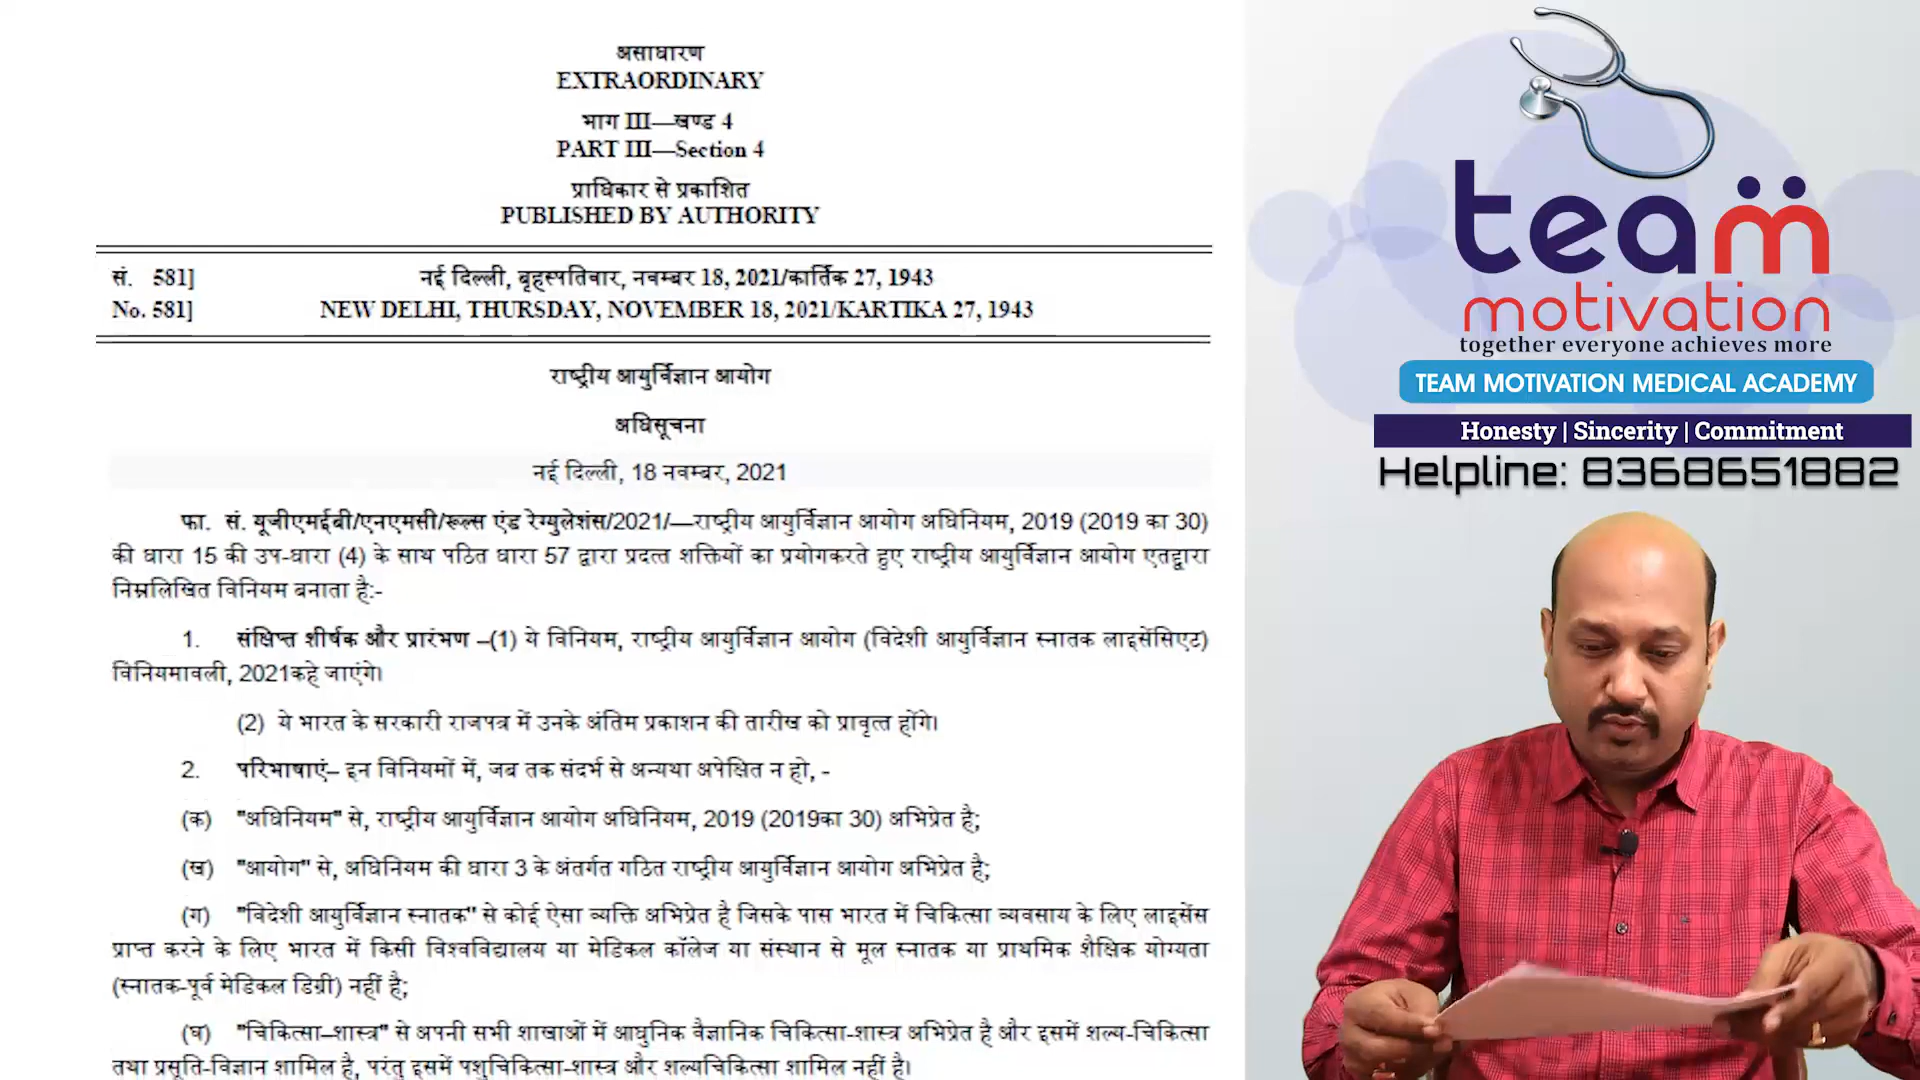 असाधारण
EXTRAORDINARY
भाग III—खण्ड 4
PART III—Section 4
प्राधिकार से प्रकाशित
PUBLISHED BY AUTHORITY
सं. 581]
नई दिल्ली, बृहस्पतिवार, नवम्बर 18, 2021/कार्तिक 27, 1943
No. 581]
NEW DELHI, THURSDAY, NOVEMBER 18, 2021/KARTIKA 27, 1943
राष्ट्रीय आयुर्विज्ञान आयोग
अधिसूचना
नई दिल्ली, 18 नवम्बर, 2021
फा. सं. यूजीएमईबी/एनएमसी/रूल्स एंड रेग्युलेशंस/2021/—राष्ट्रीय आयुर्विज्ञान आयोग अधिनियम, 2019 (2019 का 30)
की धारा 15 की उप-धारा (4) के साथ पठित धारा 57 द्वारा प्रदत्त शक्तियों का प्रयोगकरते हुए राष्ट्रीय आयुर्विज्ञान आयोग एतद्वारा
निम्नलिखित विनियम बनाता है:-
1. संक्षिप्त शीर्षक और प्रारंभण –(1) ये विनियम, राष्ट्रीय आयुर्विज्ञान आयोग (विदेशी आयुर्विज्ञान स्नातक लाइसेंसिएट)
विनियमावली, 2021कहे जाएंगे।
(2) ये भारत के सरकारी राजपत्र में उनके अंतिम प्रकाशन की तारीख को प्रावृत्त होंगे।
2. परिभाषाएं– इन विनियमों में, जब तक संदर्भ से अन्यथा अपेक्षित न हो, -
(क) "अधिनियम" से, राष्ट्रीय आयुर्विज्ञान आयोग अधिनियम, 2019 (2019का 30) अभिप्रेत है;
(ख) "आयोग" से, अधिनियम की धारा 3 के अंतर्गत गठित राष्ट्रीय आयुर्विज्ञान आयोग अभिप्रेत है;
(ग) "विदेशी आयुर्विज्ञान स्नातक" से कोई ऐसा व्यक्ति अभिप्रेत है जिसके पास भारत में चिकित्सा व्यवसाय के लिए लाइसेंस
प्राप्त करने के लिए भारत में किसी विश्वविद्यालय या मेडिकल कॉलेज या संस्थान से मूल स्नातक या प्राथमिक शैक्षिक योग्यता
(स्नातक-पूर्व मेडिकल डिग्री) नहीं है;
(घ) "चिकित्सा–शास्त्र" से अपनी सभी शाखाओं में आधुनिक वैज्ञानिक चिकित्सा-शास्त्र अभिप्रेत है और इसमें शल्य-चिकित्सा
तथा प्रसूति-विज्ञान शामिल है, परंतु इसमें पशुचिकित्सा-शास्त्र और शल्यचिकित्सा शामिल नहीं है।
team
motivation
together everyone achieves more
TEAM MOTIVATION MEDICAL ACADEMY
Honesty | Sincerity | Commitment
Helpline: 8368651882